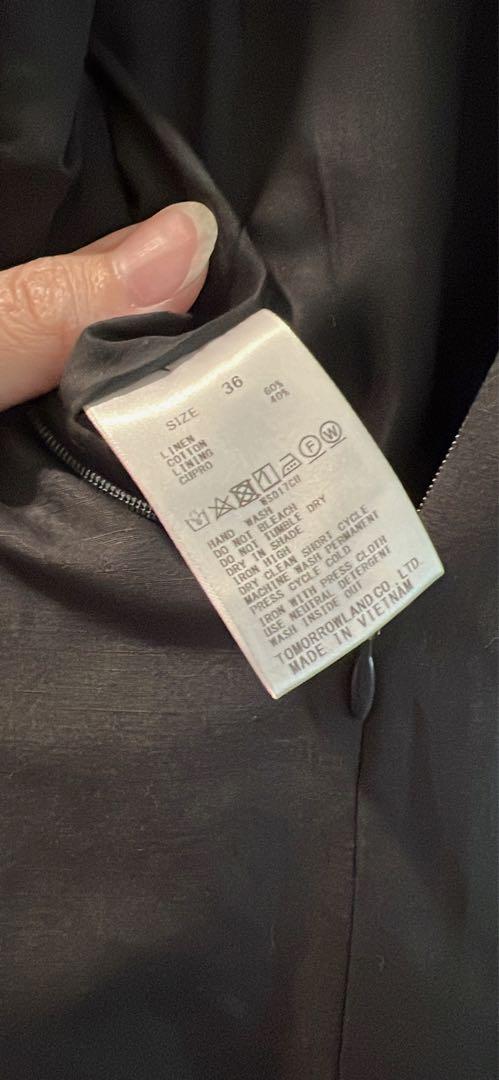 SIZE 36
LINEN 60%
COTTON 40%
LINING
CUPRO
F W
HAND WASH
DO NOT BLEACH
DO NOT TUMBLE DRY
DRY IN SHADE
IRON HIGH
DRY CLEAN SHORT CYCLE
MACHINE WASH PERMANENT
PRESS CYCLE COLD
IRON WITH PRESS CLOTH
USE NEUTRAL DETERGENT
WASH INSIDE OUT
TOMORROWLAND CO., LTD.
MADE IN VIETNAM